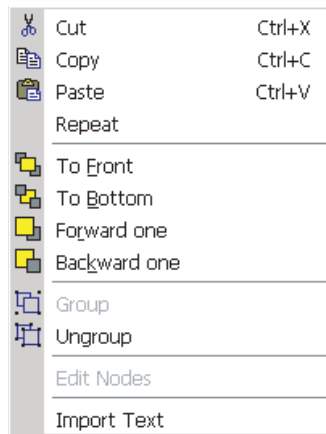 Cut Ctrl+X
Copy Ctrl+C
Paste Ctrl+V
Repeat
To Front
To Bottom
Forward one
Backward one
Group
Ungroup
Edit Nodes
Import Text